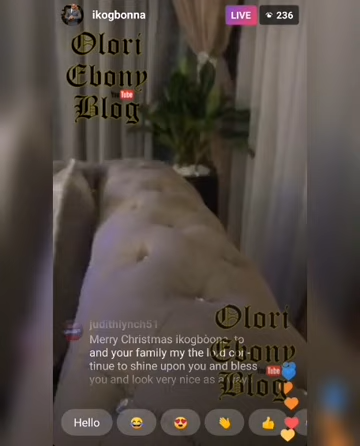 ikogbonna
LIVE
236
Olori
Ebony
YouTube
Blog
judithlynch51
Merry Christmas ikogbòona to
and your family my the
tinue to shine upon you and bless
you and look very nice as
Olori
Ebony
YouTube
Blog
Hello